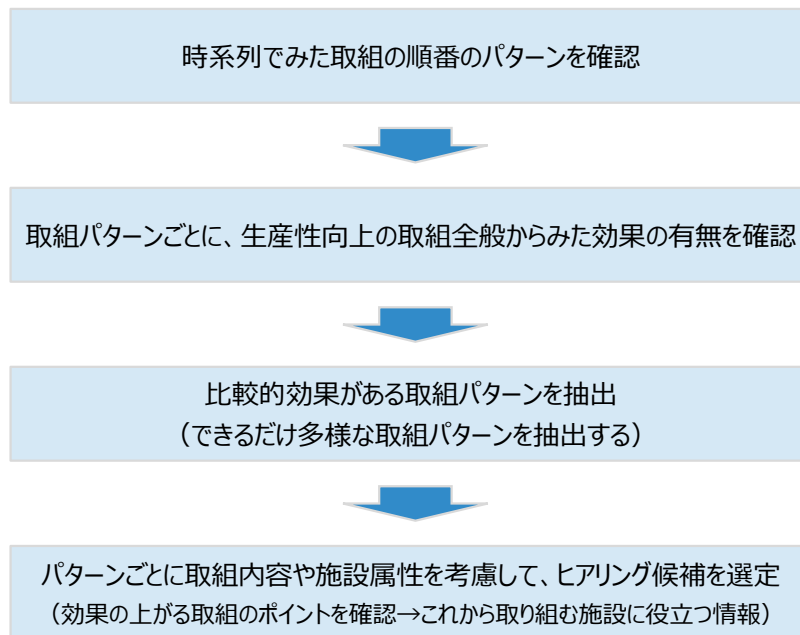 時系列でみた取組の順番のパターンを確認
取組パターンごとに、生産性向上の取組全般からみた効果の有無を確認
比較的効果がある取組パターンを抽出
（できるだけ多様な取組パターンを抽出する）
パターンごとに取組内容や施設属性を考慮して、ヒアリング候補を選定
（効果の上がる取組のポイントを確認→これから取り組む施設に役立つ情報）